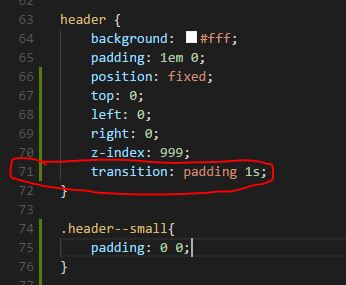 62
63 header {
64 background: #fff;
65 padding: 1em 0;
66 position: fixed;
67 top: 0;
68 left: 0;
69 right: 0;
70 z-index: 999;
71 transition: padding 1s;
72 }
73
74 .header--small{
75 padding: 0 0;
76 }
77